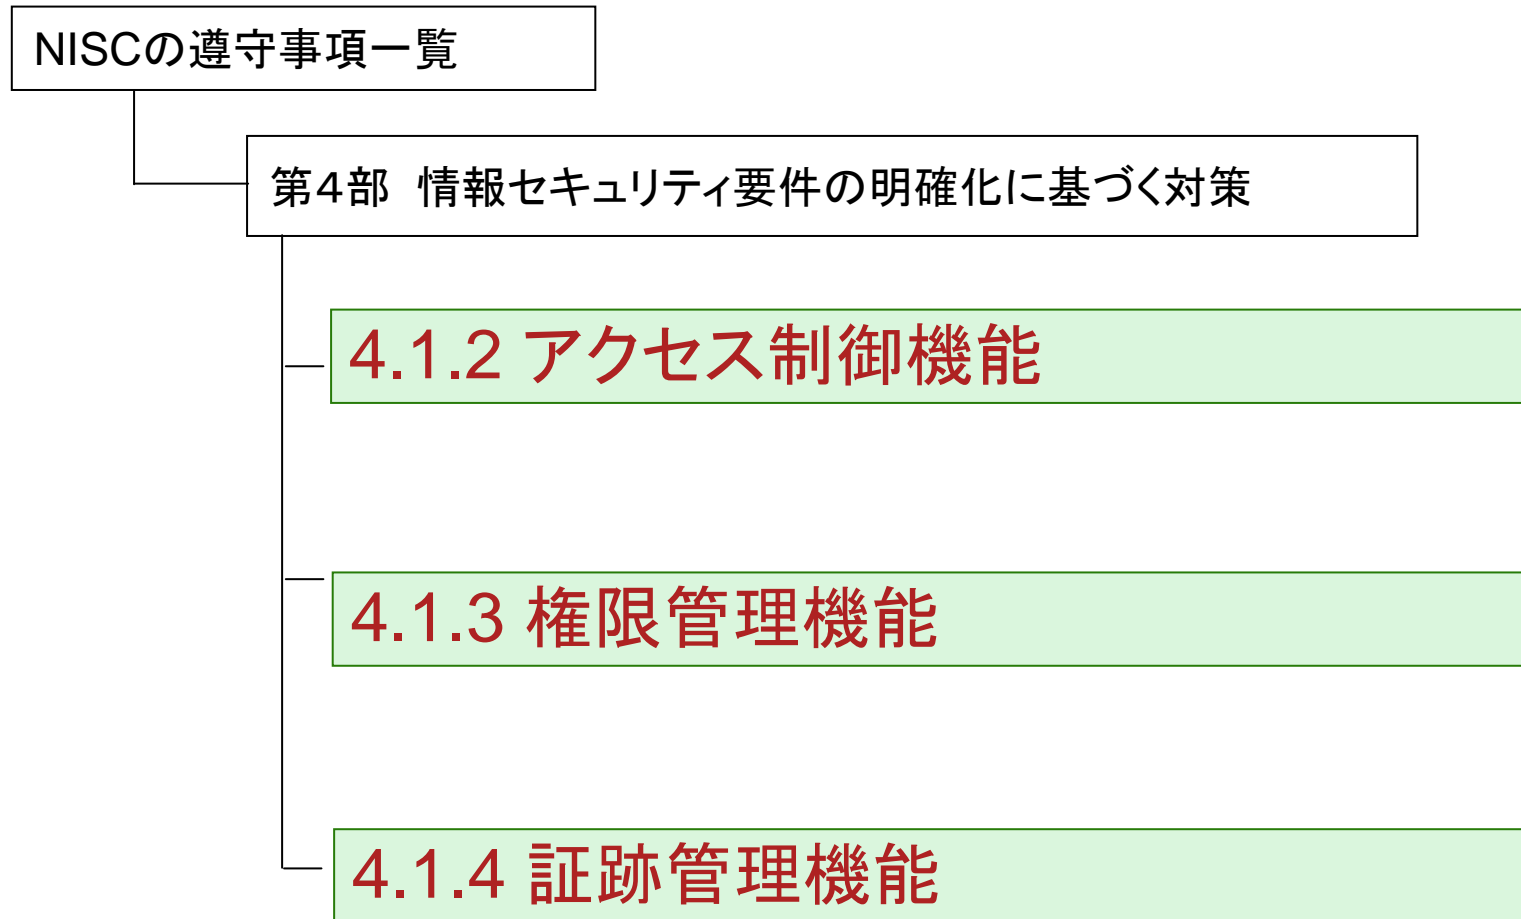 NISCの遵守事項一覧
第4部 情報セキュリティ要件の明確化に基づく対策
4.1.2 アクセス制御機能
4.1.3 権限管理機能
4.1.4 証跡管理機能